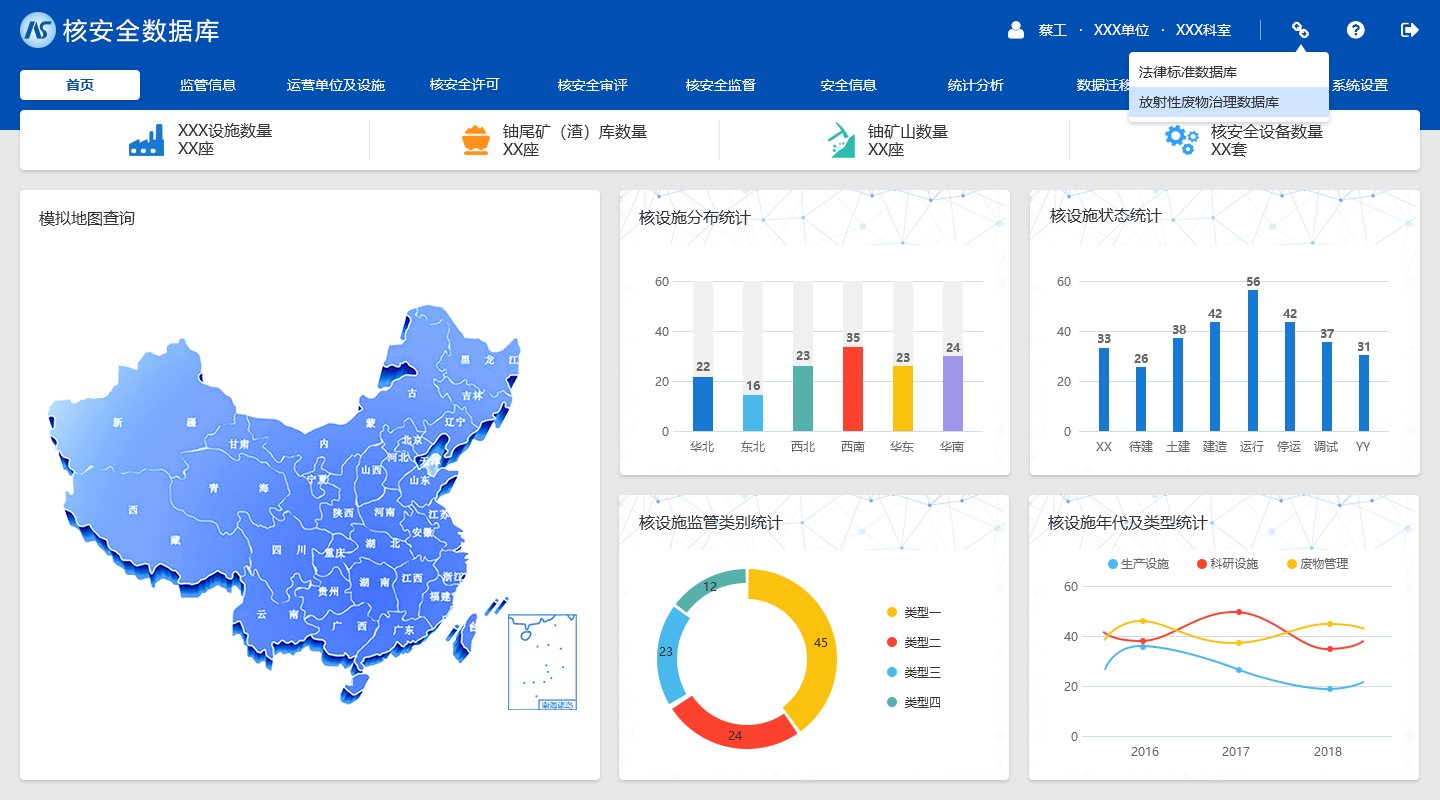 核安全数据库
蔡工 · XXX单位 · XXX科室
首页 监管信息 运营单位及设施 核安全许可 核安全审评 核安全监督 安全信息 统计分析 数据迁移 系统设置
法律标准数据库
放射性废物治理数据库
XXX设施数量
XX座
铀尾矿（渣）库数量
XX座
铀矿山数量
XX座
核安全设备数量
XX套
模拟地图查询
黑 龙 江
吉林
辽宁
古
蒙
内
北京
河北
天津
山西
山东
宁夏
甘肃
新 疆
青 海
西
藏
陕西
河南
江苏
安徽
四 川
重庆
湖 北
湖 南
江西
浙江
福建
贵州
云 南
广 西
广东
台
南海诸岛
核设施分布统计
60
40
20
0
22
16
23
35
23
24
华北 东北 西北 西南 华东 华南
核设施状态统计
60
40
20
0
33
26
38
42
56
42
37
31
XX 待建 土建 建造 运行 停运 调试 YY
核设施监管类别统计
12
45
23
24
类型一
类型二
类型三
类型四
核设施年代及类型统计
生产设施 科研设施 废物管理
60
40
20
0
2016 2017 2018